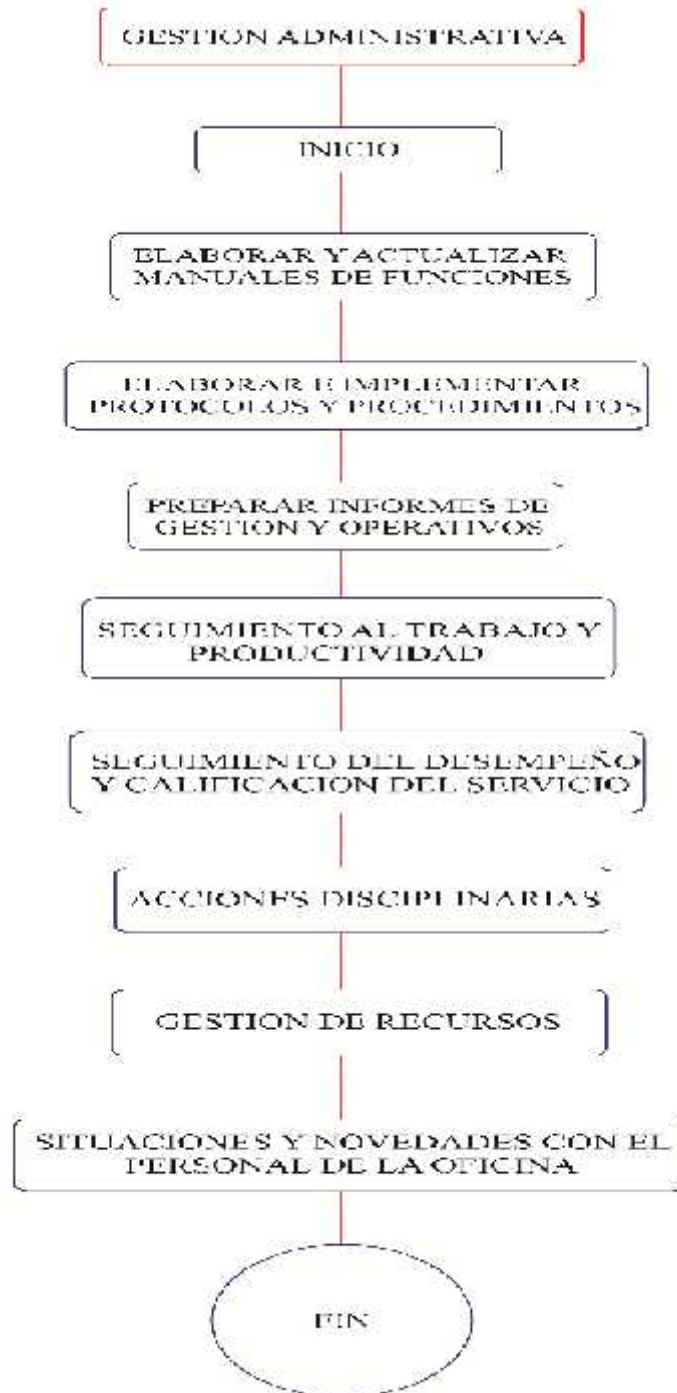 GESTION ADMINISTRATIVA
INICIO
ELABORAR Y ACTUALIZAR
MANUALES DE FUNCIONES
ELABORAR E IMPLEMENTAR
PROTOCOLOS Y PROCEDIMIENTOS
PREPARAR INFORMES DE
GESTION Y OPERATIVOS
SEGUIMIENTO AL TRABAJO Y
PRODUCTIVIDAD
SEGUIMIENTO DEL DESEMPEÑO
Y CALIFICACION DEL SERVICIO
ACCIONES DISCIPLINARIAS
GESTION DE RECURSOS
SITUACIONES Y NOVEDADES CON EL
PERSONAL DE LA OFICINA
FIN